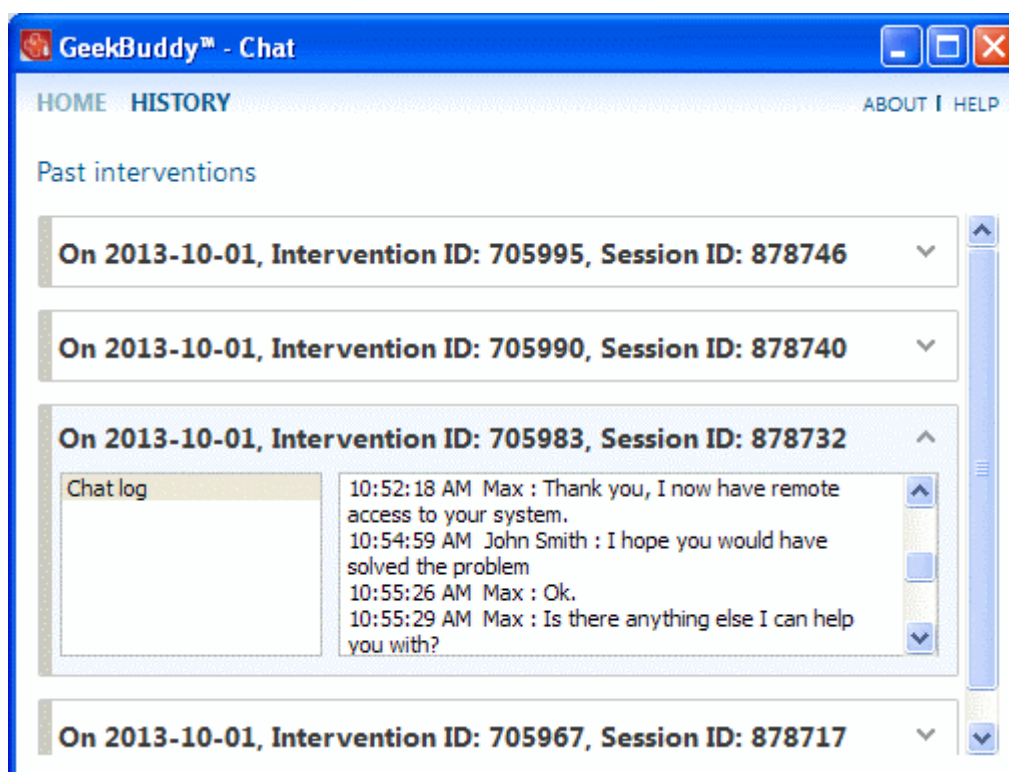 GeekBuddy™ - Chat
HOME HISTORY ABOUT | HELP
Past interventions
On 2013-10-01, Intervention ID: 705995, Session ID: 878746
On 2013-10-01, Intervention ID: 705990, Session ID: 878740
On 2013-10-01, Intervention ID: 705983, Session ID: 878732
Chat log
10:52:18 AM Max : Thank you, I now have remote
access to your system.
10:54:59 AM John Smith : I hope you would have
solved the problem
10:55:26 AM Max : Ok.
10:55:29 AM Max : Is there anything else I can help
you with?
On 2013-10-01, Intervention ID: 705967, Session ID: 878717